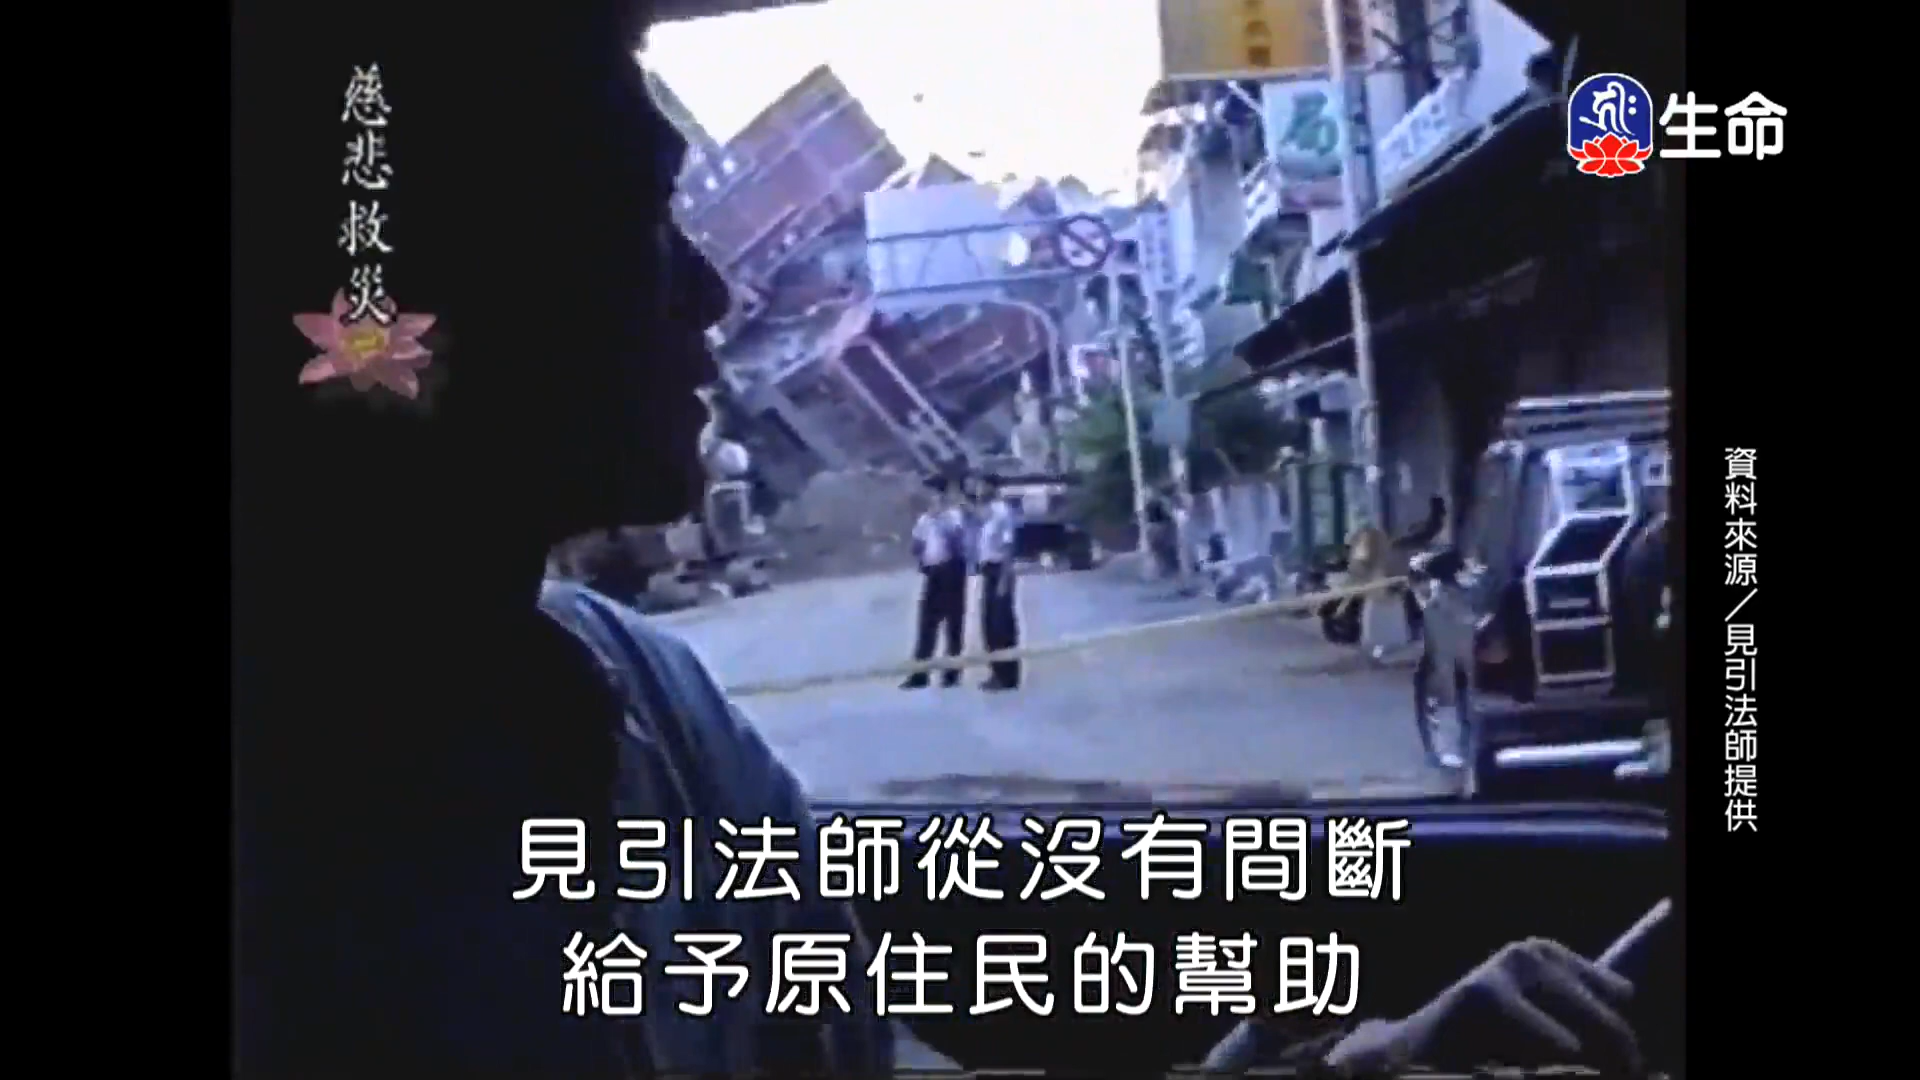 慈悲救災
生命
局
資料來源／見引法師提供
見引法師從沒有間斷
給予原住民的幫助